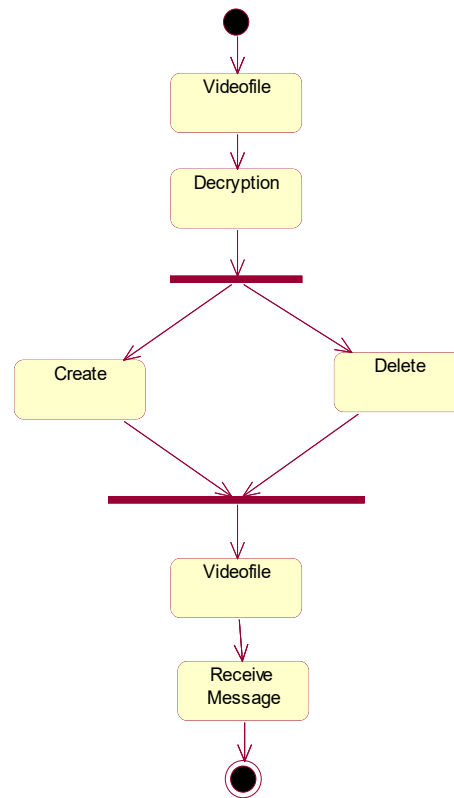 Videofile
Decryption
Create
Delete
Videofile
Receive
Message